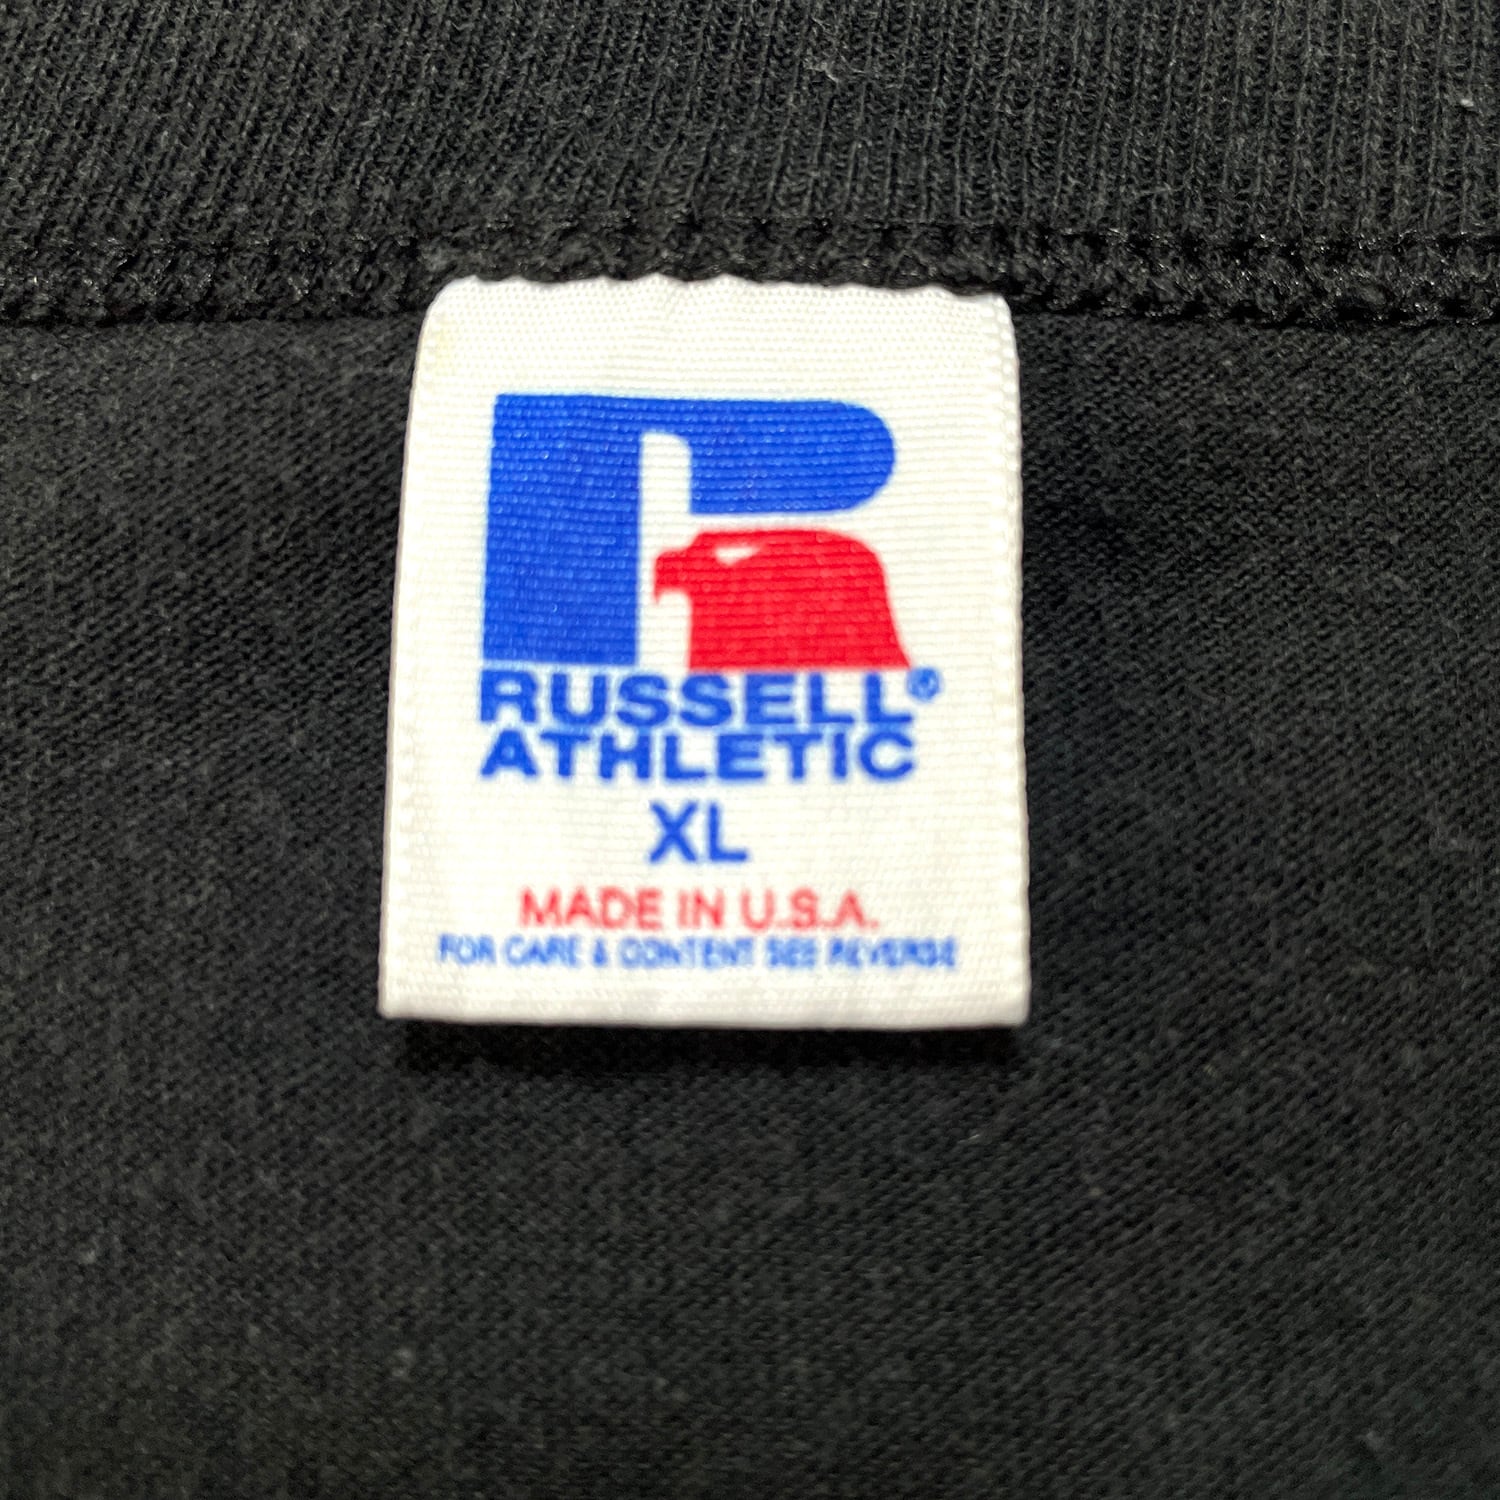 RUSSELL®
ATHLETIC
XL
MADE IN U.S.A.
FOR CARE & CONTENT SEE REVERSE